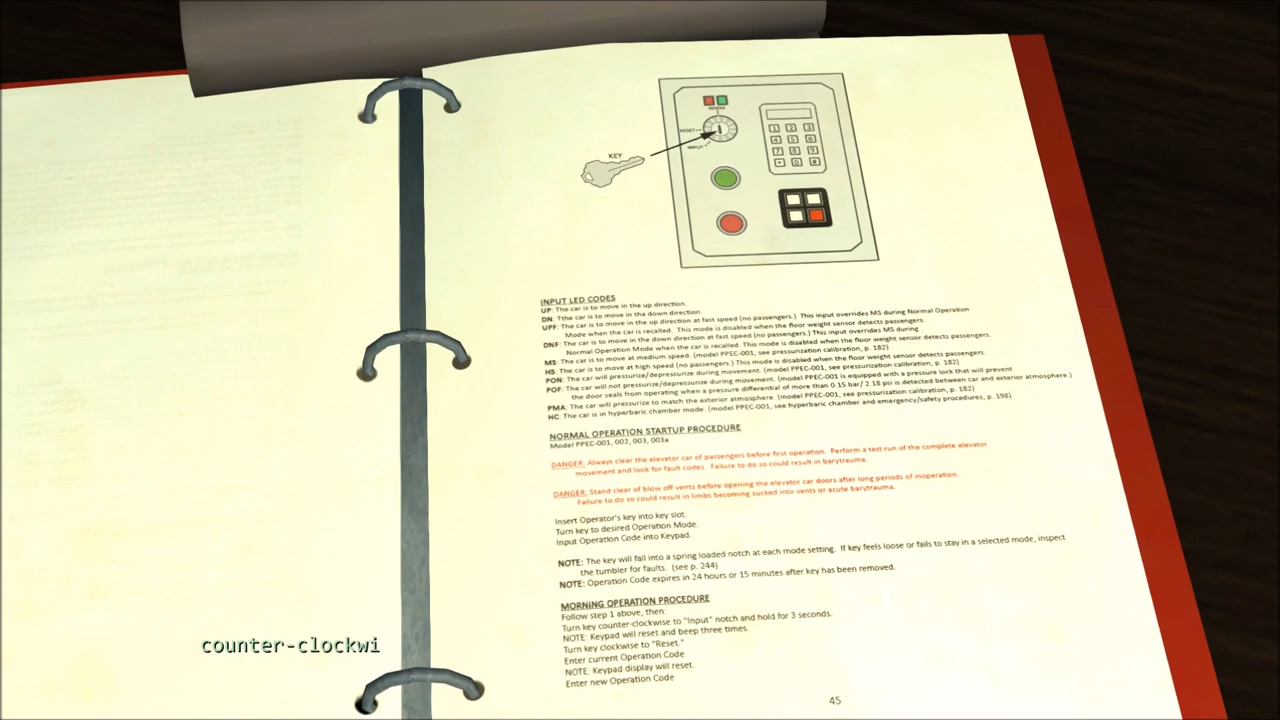 NORM
RESET
INPUT
KEY
1 2 3
4 5 6
7 8 9
* 0 #
INPUT LED CODES
UP: The car is to move in the up direction.
DN: Tthe car is to move in the down direction.
UPF: The car is to move in the up direction at fast speed (no passengers.) This input overrides MS during Normal Operation
Mode when the car is recalled. This mode is disabled when the floor weight sensor detects passengers.
DNF: The car is to move in the down direction at fast speed (no passengers.) This input overrides MS during
Normal Operation Mode when the car is recalled. This mode is disabled when the floor weight sensor detects passengers.
MS: The car is to move at medium speed. (model PPEC-001, see pressurization calibration, p. 182)
HS: The car is to move at high speed (no passengers.) This mode is disabled when the floor weight sensor detects passengers.
PON: The car will pressurize/depressurize during movement. (model PPEC-001, see pressurization calibration, p. 182)
POF: The car will not pressurize/depressurize during movement. (model PPEC-001 is equipped with a pressure lock that will prevent
the door seals from operating when a pressure differential of more than 0.15 bar/ 2.18 psi is detected between car and exterior atmosphere.)
PMA: The car will pressurize to match the exterior atmosphere. (model PPEC-001, see pressurization calibration, p. 182)
HC: The car is in hyperbaric chamber mode. (model PPEC-001, see hyperbaric chamber and emergency/safety procedures, p. 198)
NORMAL OPERATION STARTUP PROCEDURE
Model PPEC-001, 002, 003, 003a
DANGER: Always clear the elevator car of passengers before first operation. Perform a test run of the complete elevator
movement and look for fault codes. Failure to do so could result in barytrauma.
DANGER: Stand clear of blow off vents before opening the elevator car doors after long periods of inoperation.
Failure to do so could result in limbs becoming sucked into vents or acute barytrauma.
Insert Operator's key into key slot.
Turn key to desired Operation Mode.
Input Operation Code into Keypad.
NOTE: The key will fall into a spring loaded notch at each mode setting. If key feels loose or fails to stay in a selected mode, inspect
the tumbler for faults. (see p. 244)
NOTE: Operation Code expires in 24 hours or 15 minutes after key has been removed.
MORNING OPERATION PROCEDURE
Follow step 1 above, then:
Turn key counter-clockwise to "Input" notch and hold for 3 seconds.
NOTE: Keypad will reset and beep three times.
Turn key clockwise to "Reset."
Enter current Operation Code
NOTE: Keypad display will reset.
Enter new Operation Code
45
counter-clockwi